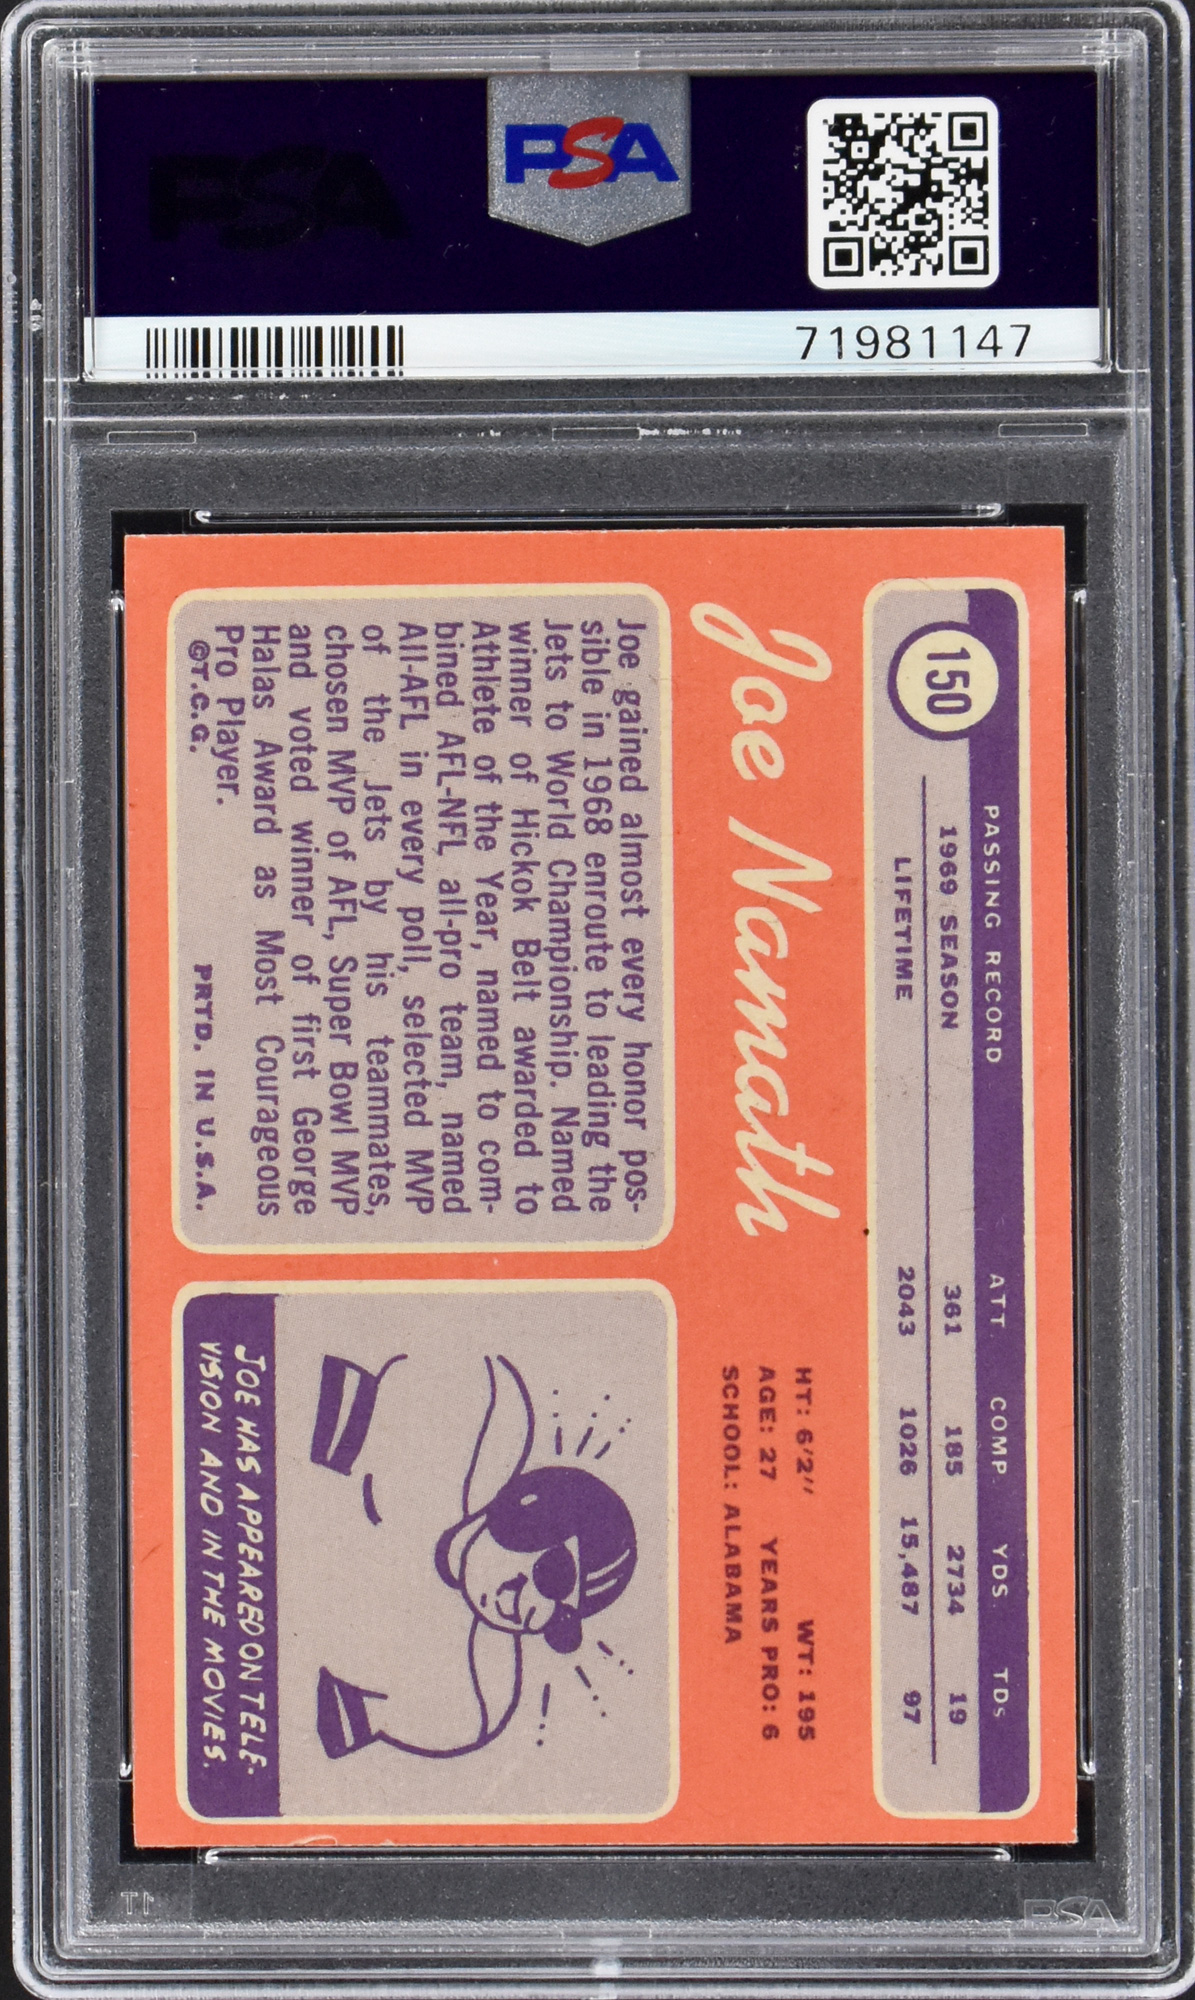 PSA
PSA
71981147
150
PASSING RECORD ATT. COMP. YDS. TDs
1969 SEASON 361 185 2734 19
LIFETIME 2043 1026 15,487 97
Joe Namath
HT: 6'2" WT: 195
AGE: 27 YEARS PRO: 6
SCHOOL: ALABAMA
Joe gained almost every honor pos-
sible in 1968 enroute to leading the
Jets to World Championship. Named
winner of Hickok Belt awarded to
Athlete of the Year, named to com-
bined AFL-NFL all-pro team, named
All-AFL in every poll, selected MVP
of the Jets by his teammates,
chosen MVP of AFL, Super Bowl MVP
and voted winner of first George
Halas Award as Most Courageous
Pro Player.
©T.C.G. PRTD. IN U.S.A.
JOE HAS APPEARED ON TELE-
VISION AND IN THE MOVIES.
PSA